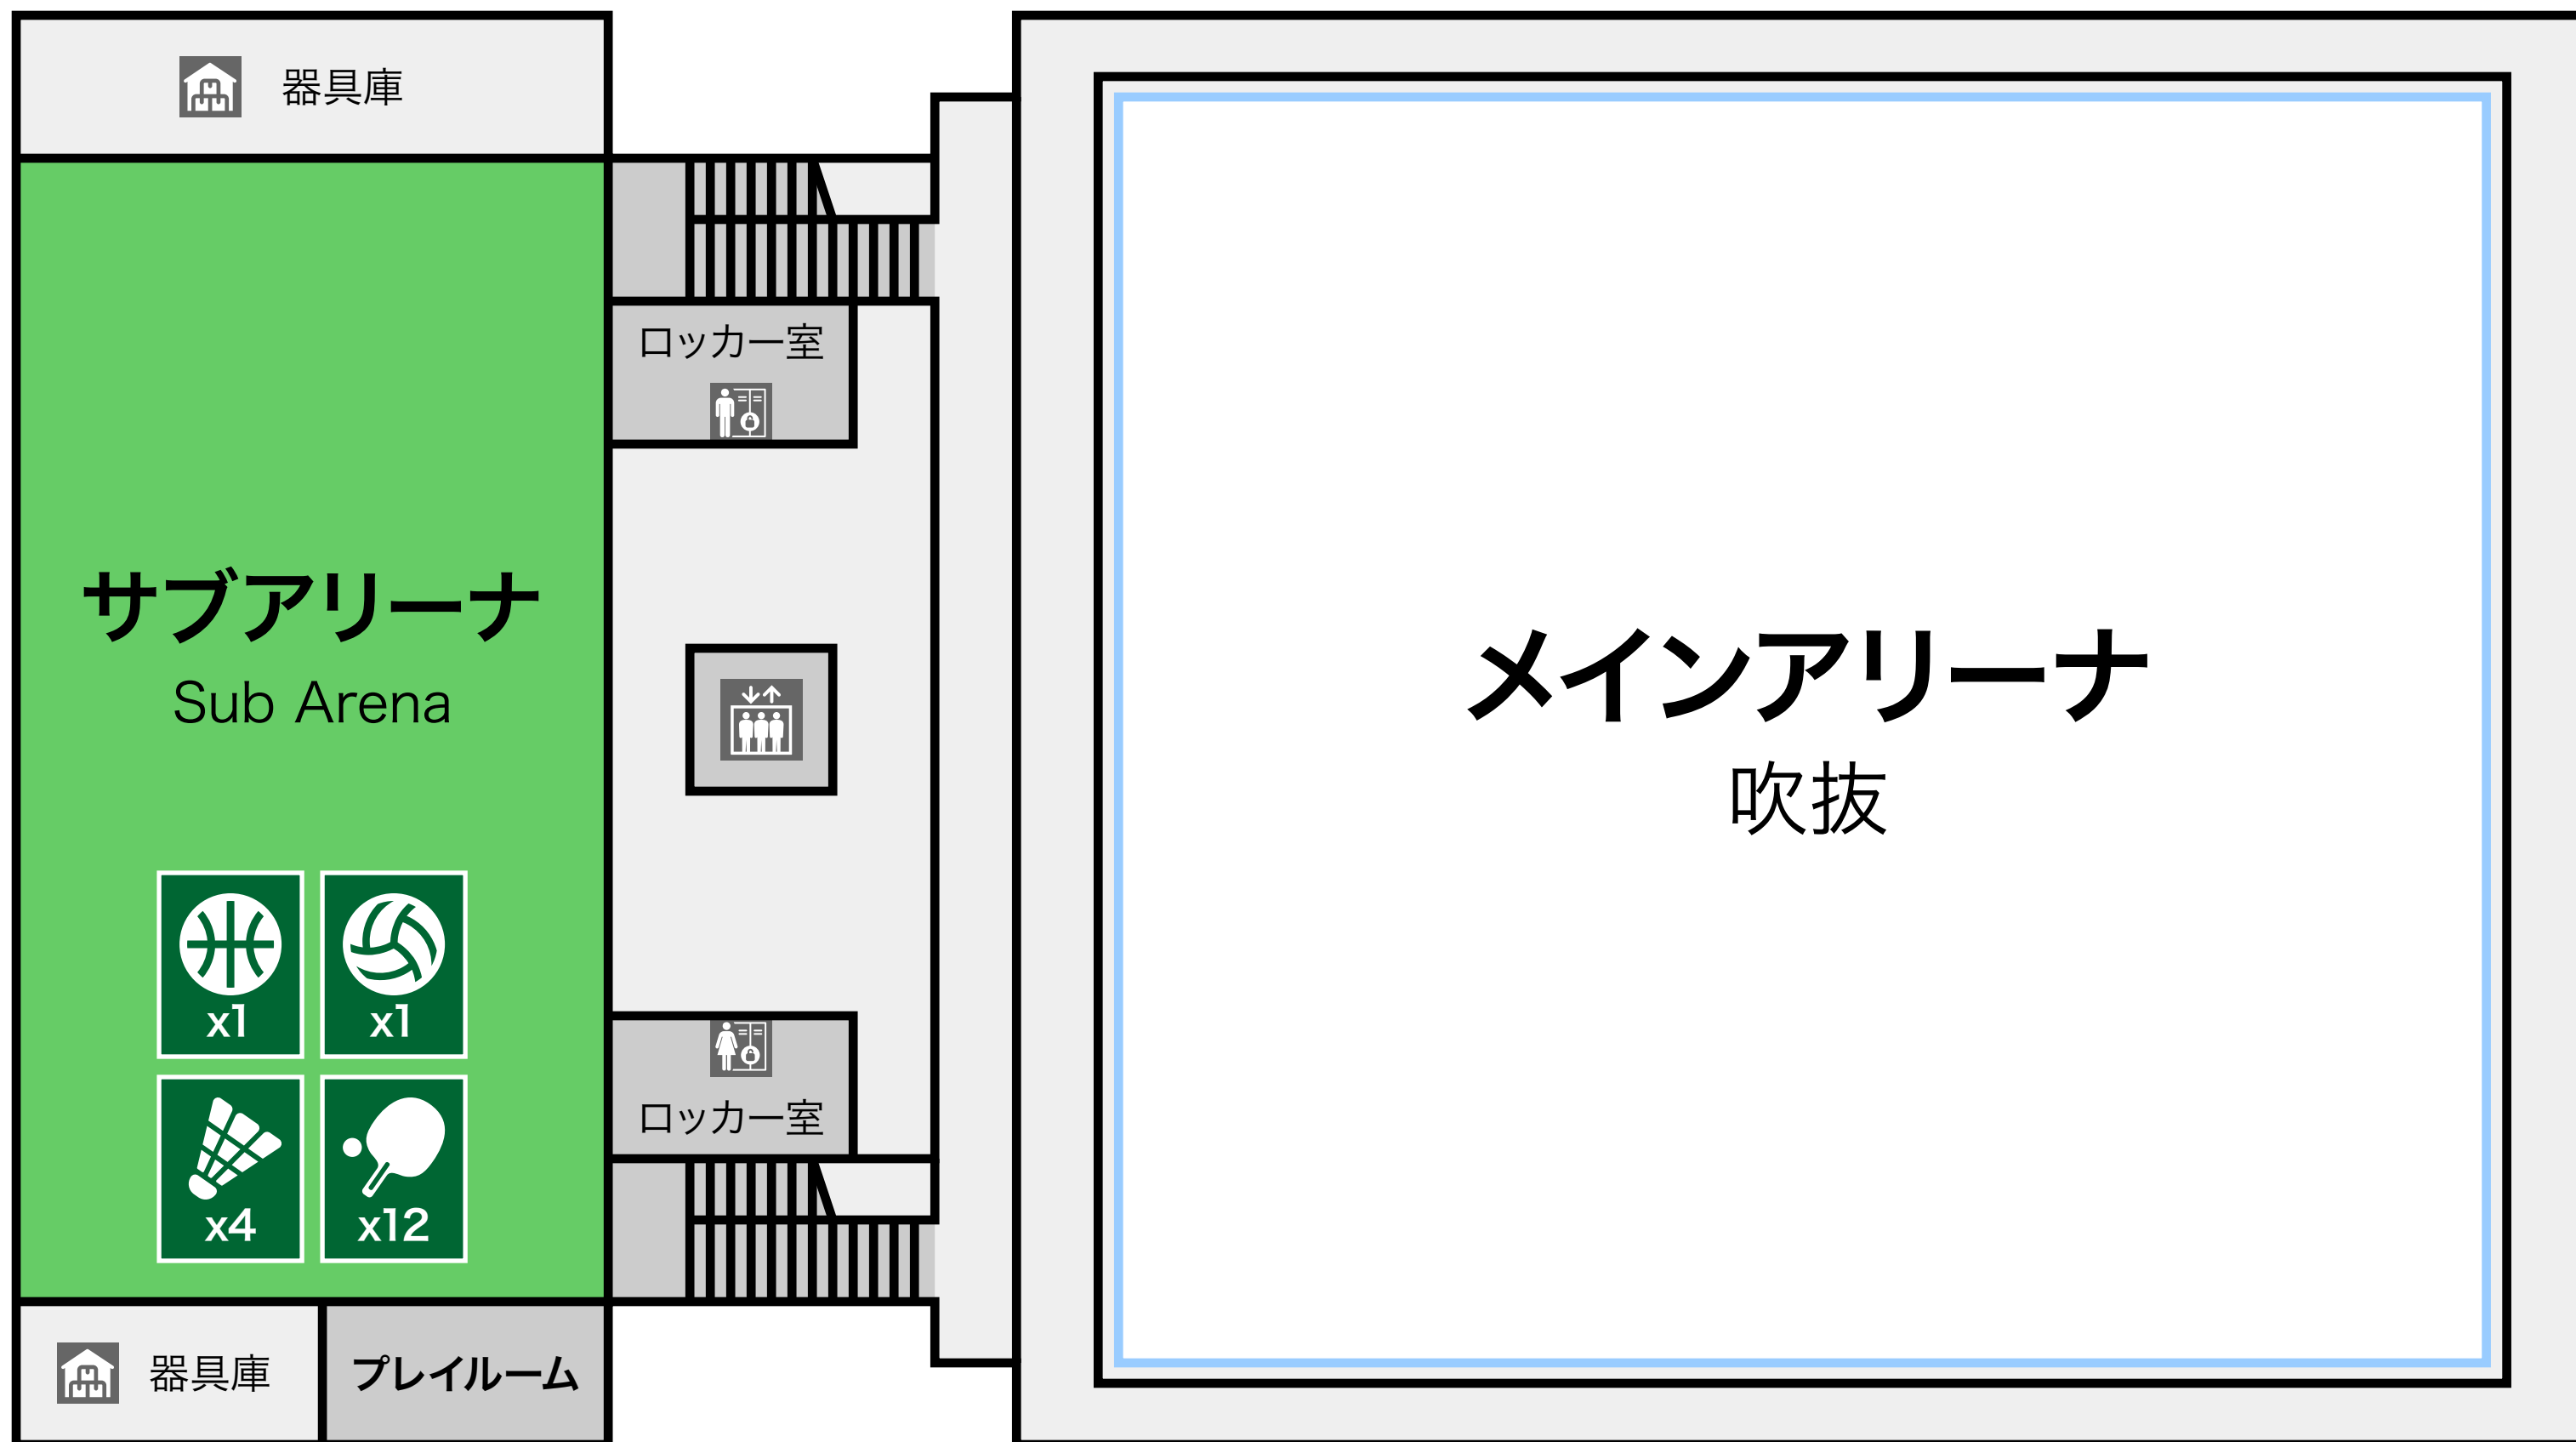 器具庫
ロッカー室
サブアリーナ
Sub Arena
メインアリーナ
吹抜
x1
x1
ロッカー室
x4
x12
器具庫
プレイルーム